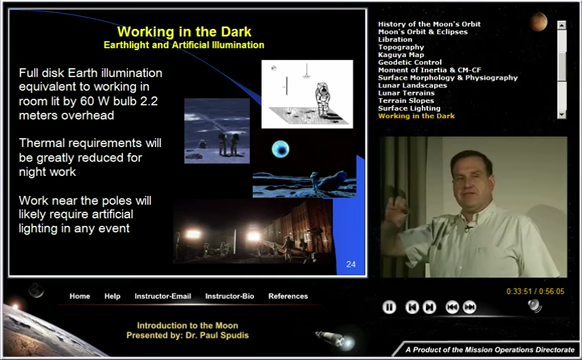 Working in the Dark
Earthlight and Artificial Illumination
Full disk Earth illumination
equivalent to working in
room lit by 60 W bulb 2.2
meters overhead
Thermal requirements will
be greatly reduced for
night work
Work near the poles will
likely require artificial
lighting in any event
24
History of the Moon's Orbit
Moon's Orbit & Eclipses
Libration
Topography
Kaguya Map
Geodetic Control
Moment of Inertia & CM-CF
Surface Morphology & Physiography
Lunar Landscapes
Lunar Terrains
Terrain Slopes
Surface Lighting
Working in the Dark
0:33:51 / 0:56:05
Home Help Instructor-Email Instructor-Bio References
Introduction to the Moon
Presented by: Dr. Paul Spudis
A Product of the Mission Operations Directorate